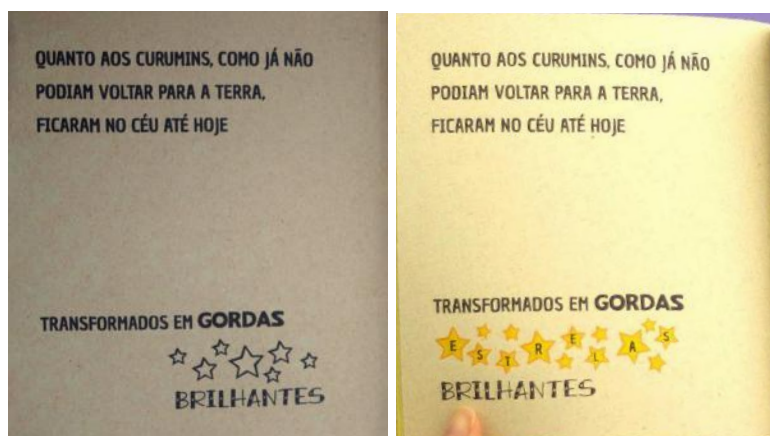 QUANTO AOS CURUMINS, COMO JÁ NÃO
PODIAM VOLTAR PARA A TERRA,
FICARAM NO CÉU ATÉ HOJE
TRANSFORMADOS EM GORDAS
BRILHANTES
QUANTO AOS CURUMINS, COMO JÁ NÃO
PODIAM VOLTAR PARA A TERRA,
FICARAM NO CÉU ATÉ HOJE
TRANSFORMADOS EM GORDAS
ESTRELAS
BRILHANTES